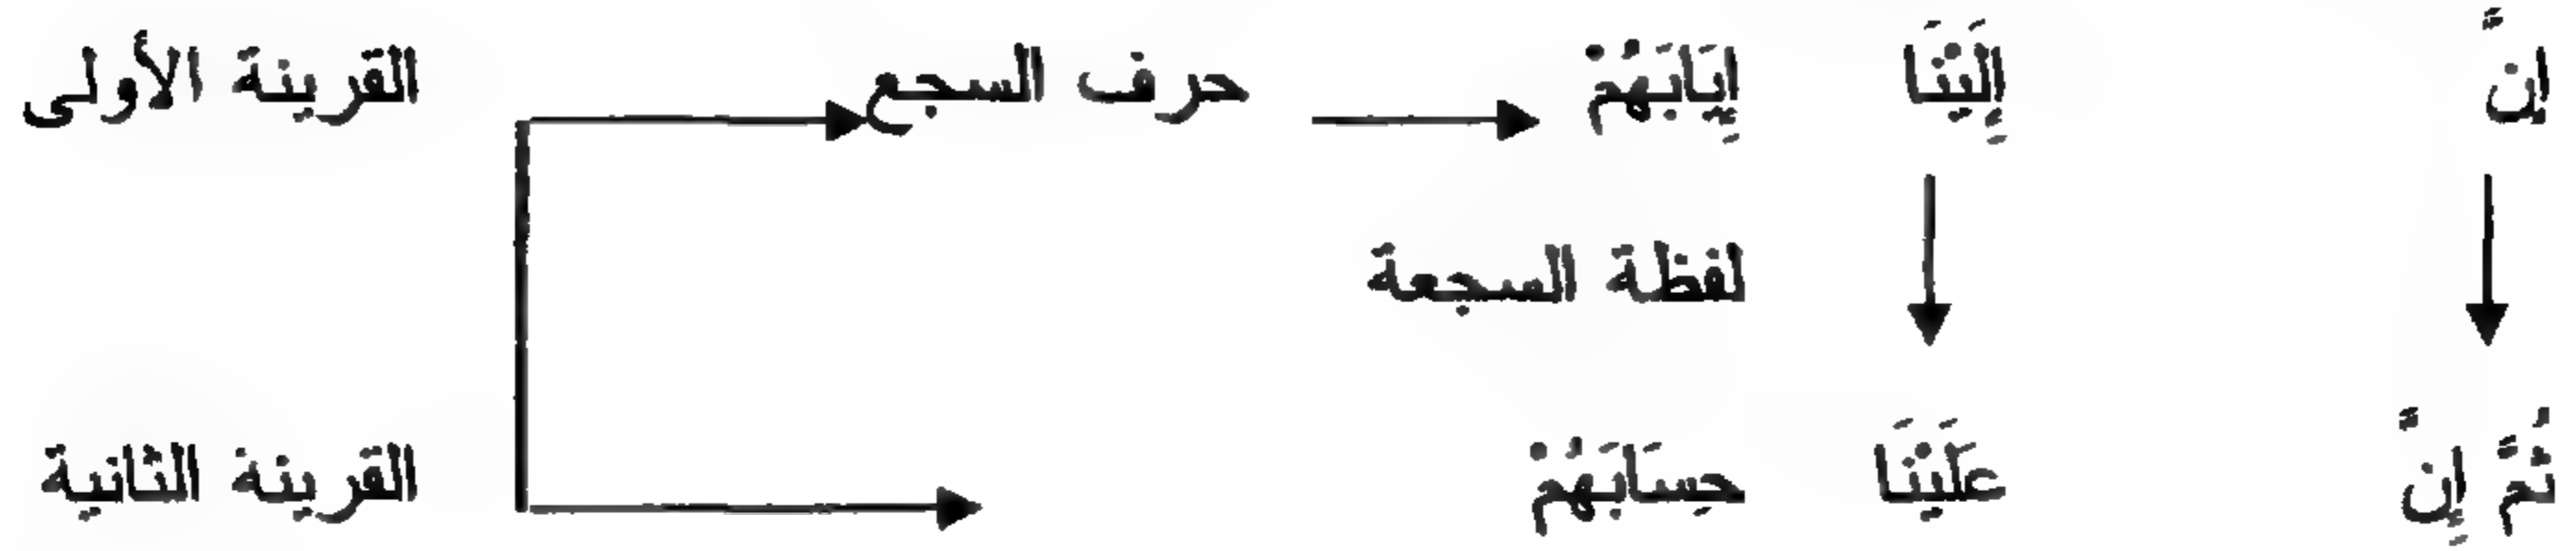 إِنَّ إِلَيْنَا إِيَابَهُمْ حرف السجع القرينة الأولى
لفظة السجعة
ثُمَّ إِنَّ عَلَيْنَا حِسَابَهُمْ القرينة الثانية